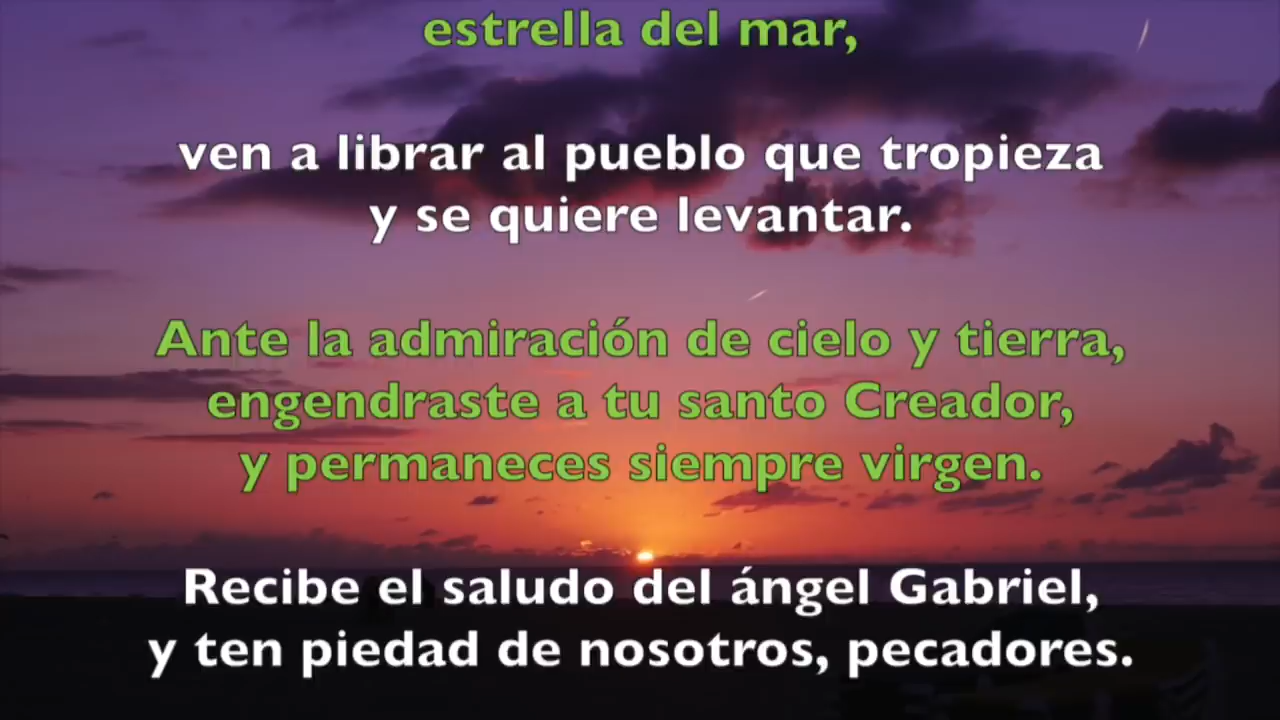 estrella del mar,
ven a librar al pueblo que tropieza
y se quiere levantar.
Ante la admiración de cielo y tierra,
engendraste a tu santo Creador,
y permaneces siempre virgen.
Recibe el saludo del ángel Gabriel,
y ten piedad de nosotros, pecadores.